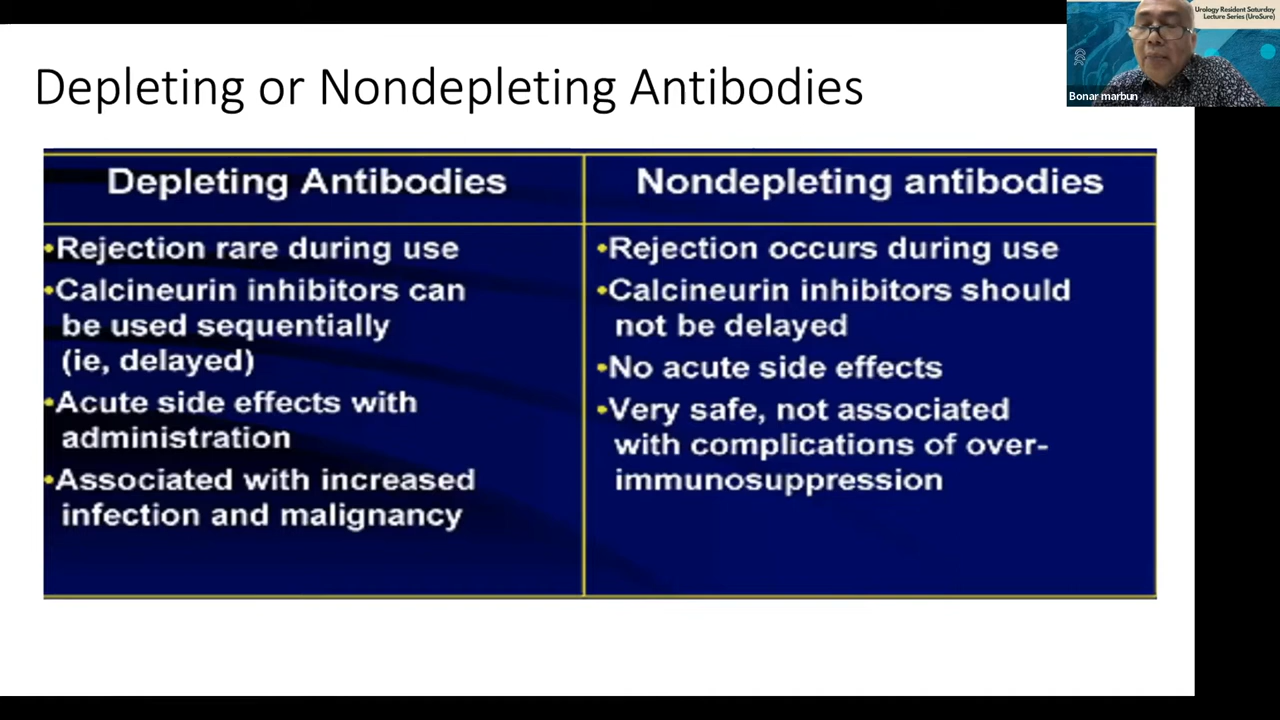 Urology Resident Saturday
Lecture Series (UroSure)
Bonar marbun
Depleting or Nondepleting Antibodies
Depleting Antibodies
•Rejection rare during use
•Calcineurin inhibitors can
be used sequentially
(ie, delayed)
•Acute side effects with
administration
•Associated with increased
infection and malignancy
Nondepleting antibodies
•Rejection occurs during use
•Calcineurin inhibitors should
not be delayed
•No acute side effects
•Very safe, not associated
with complications of over-
immunosuppression